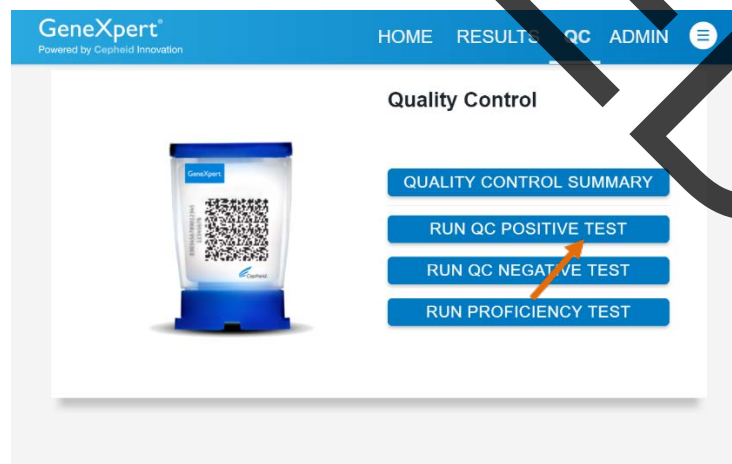 GeneXpert®
Powered by Cepheid Innovation
HOME RESULTS QC ADMIN
Quality Control
GeneXpert
Cepheid
QUALITY CONTROL SUMMARY
RUN QC POSITIVE TEST
RUN QC NEGATIVE TEST
RUN PROFICIENCY TEST